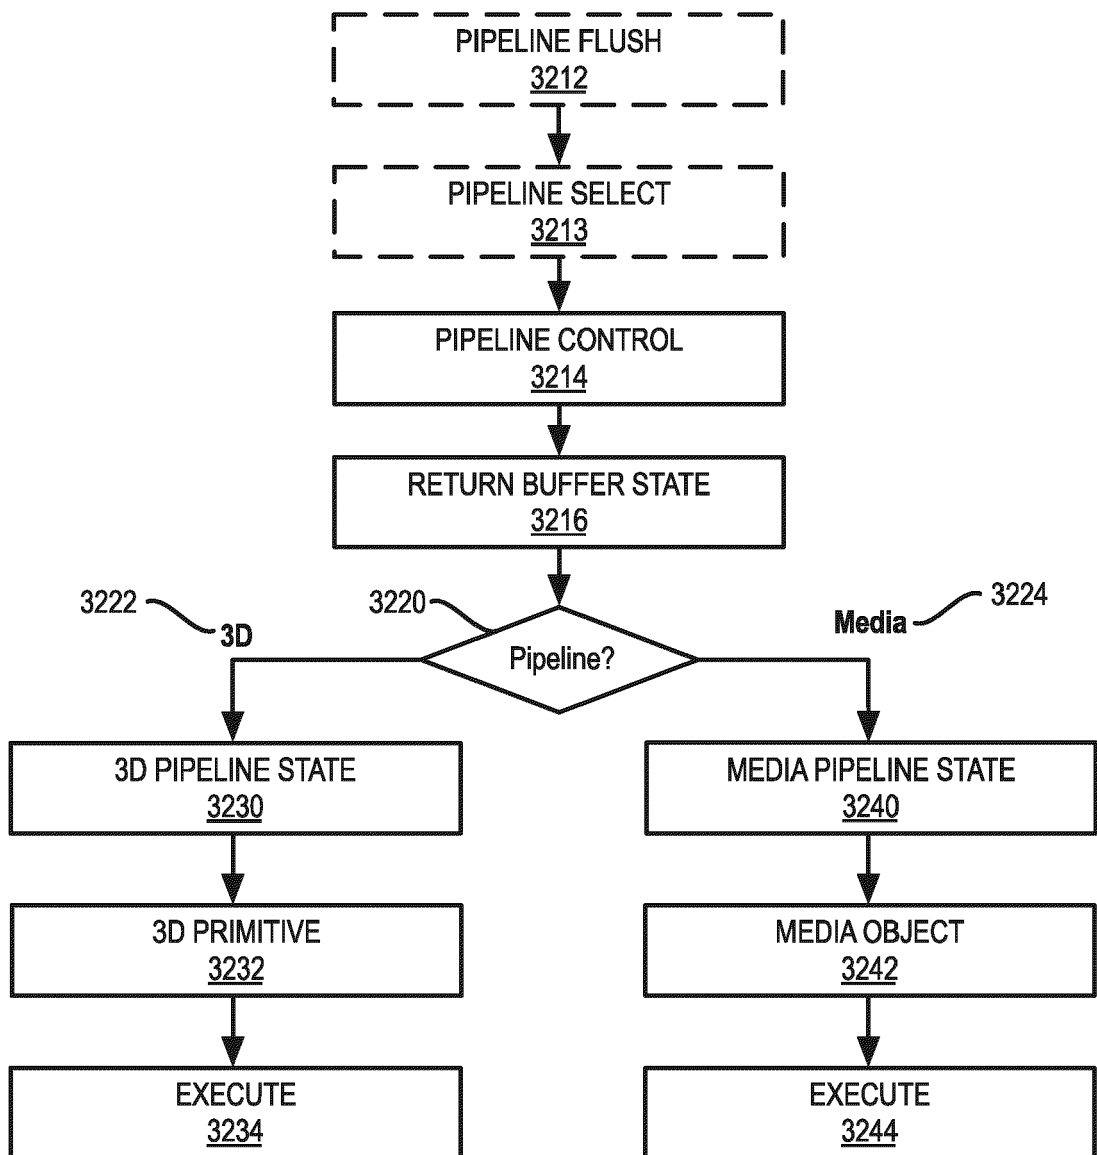 PIPELINE FLUSH
3212
PIPELINE SELECT
3213
PIPELINE CONTROL
3214
RETURN BUFFER STATE
3216
3222
3D
3220
Pipeline?
Media
3224
3D PIPELINE STATE
3230
MEDIA PIPELINE STATE
3240
3D PRIMITIVE
3232
MEDIA OBJECT
3242
EXECUTE
3234
EXECUTE
3244